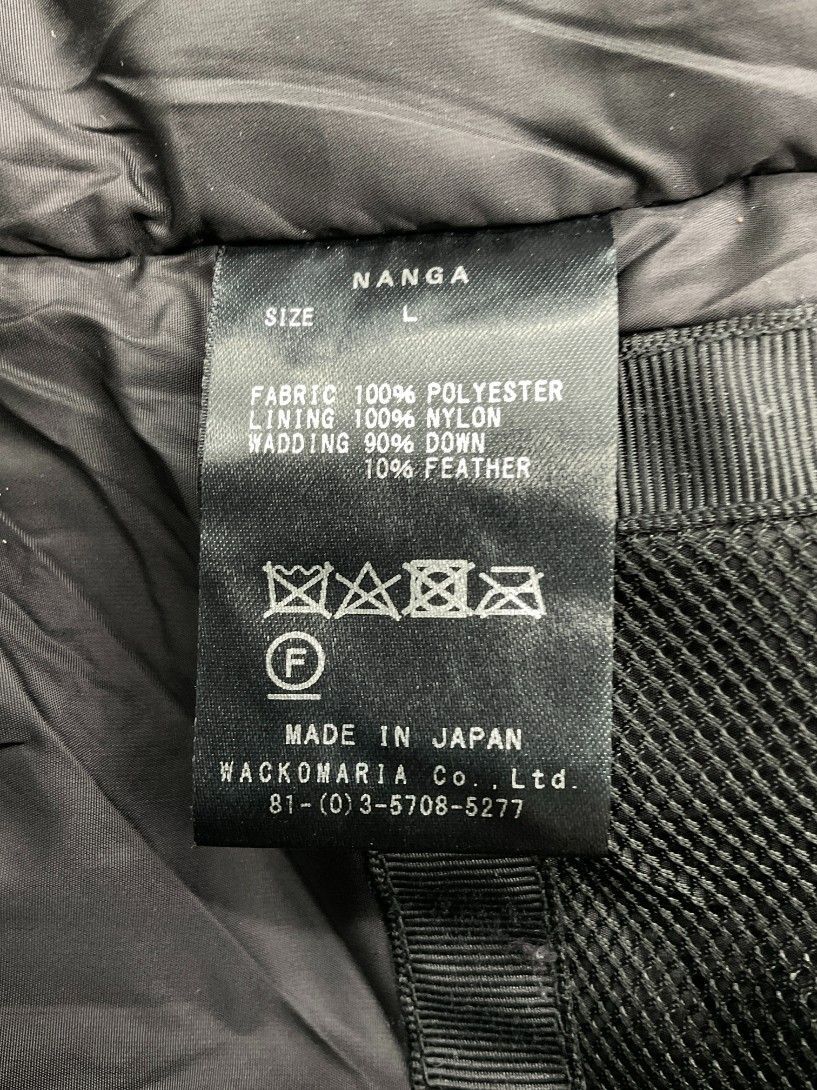 NANGA
SIZE L
FABRIC 100% POLYESTER
LINING 100% NYLON
WADDING 90% DOWN
10% FEATHER
F
MADE IN JAPAN
WACKOMARIA Co.,Ltd.
81-(0)3-5708-5277